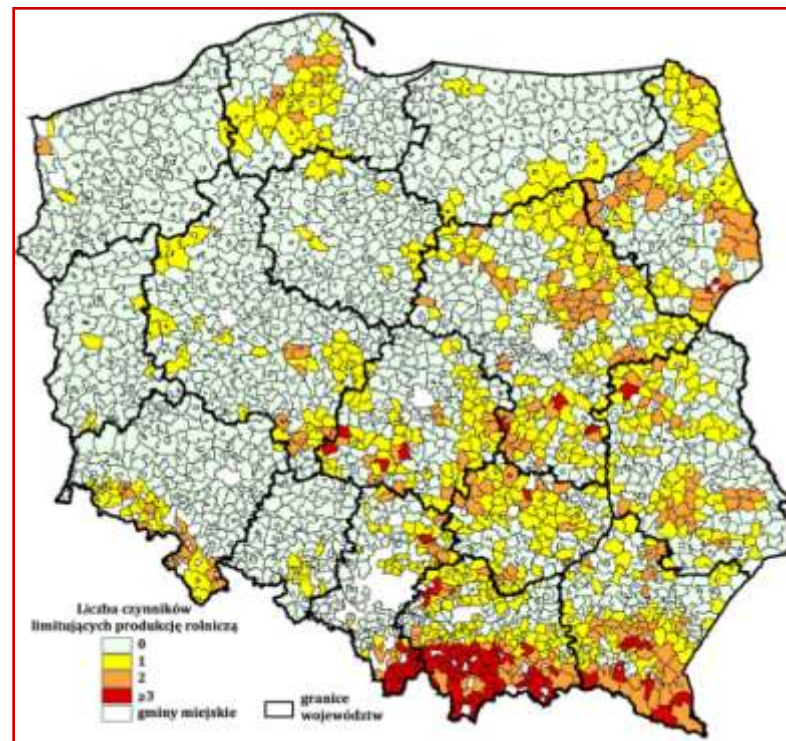 Liczba czynników
limitujących produkcję rolniczą
0
1
2
≥3
gminy miejskie
granice
województw